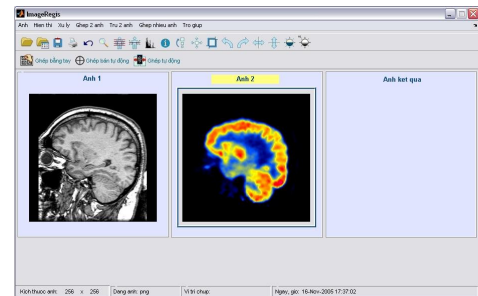 ImageRegis
Anh Hien thi Xu ly Ghep 2 anh Tru 2 anh Ghep nhieu anh Tro giup
Ghép bằng tay Ghép bán tự động Ghép tự động
Anh 1 Anh 2 Anh ket qua
Kich thuoc anh: 256 x 256 Dang anh: png Vi tri chup: Ngay, gio: 16-Nov-2005 17:37:02